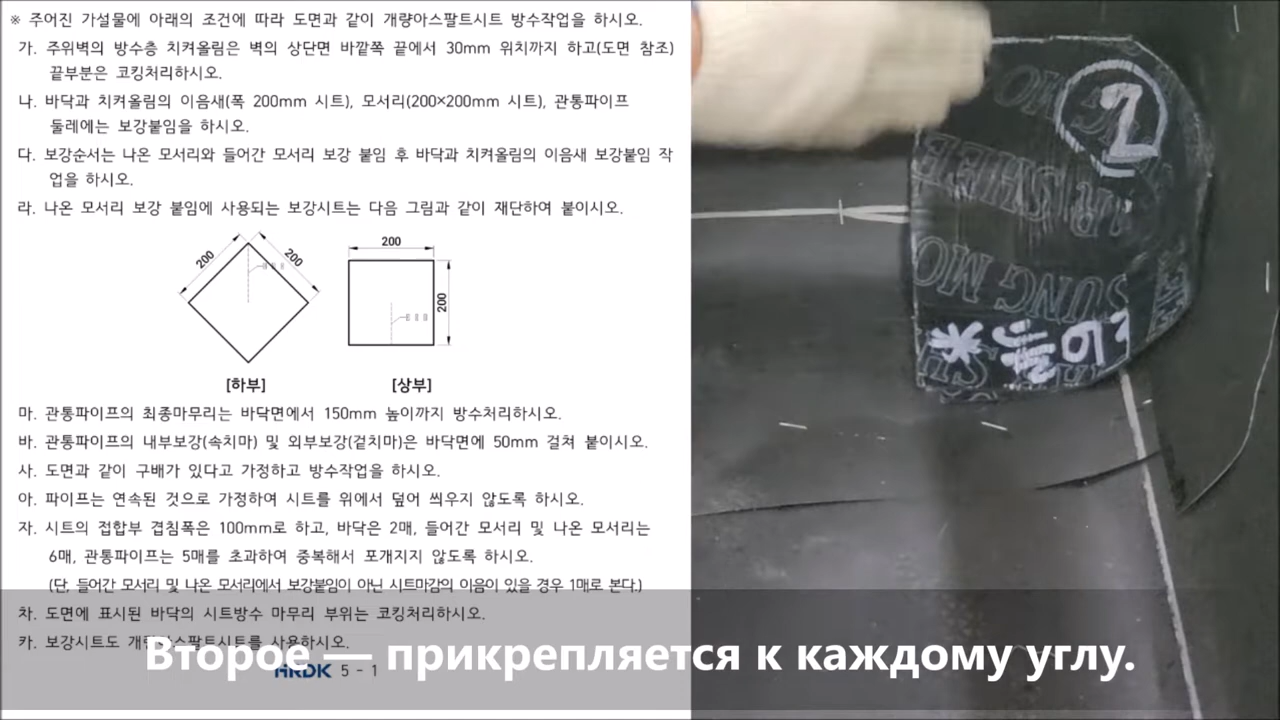 ※ 주어진 가설물에 아래의 조건에 따라 도면과 같이 개량아스팔트시트 방수작업을 하시오.
가. 주위벽의 방수층 치켜올림은 벽의 상단면 바깥쪽 끝에서 30mm 위치까지 하고(도면 참조)
끝부분은 코킹처리하시오.
나. 바닥과 치켜올림의 이음새(폭 200mm 시트), 모서리(200×200mm 시트), 관통파이프
둘레에는 보강붙임을 하시오.
다. 보강순서는 나온 모서리와 들어간 모서리 보강 붙임 후 바닥과 치켜올림의 이음새 보강붙임 작
업을 하시오.
라. 나온 모서리 보강 붙임에 사용되는 보강시트는 다음 그림과 같이 재단하여 붙이시오.
200 200 200 200
[하부] [상부]
마. 관통파이프의 최종마무리는 바닥면에서 150mm 높이까지 방수처리하시오.
바. 관통파이프의 내부보강(속치마) 및 외부보강(겉치마)은 바닥면에 50mm 걸쳐 붙이시오.
사. 도면과 같이 구배가 있다고 가정하고 방수작업을 하시오.
아. 파이프는 연속된 것으로 가정하여 시트를 위에서 덮어 씌우지 않도록 하시오.
자. 시트의 접합부 겹침폭은 100mm로 하고, 바닥은 2매, 들어간 모서리 및 나온 모서리는
6매, 관통파이프는 5매를 초과하여 중복해서 포개지지 않도록 하시오.
(단, 들어간 모서리 및 나온 모서리에서 보강붙임이 아닌 시트마감의 이음이 있을 경우 1매로 본다.)
차. 도면에 표시된 바닥의 시트방수 마무리 부위는 코킹처리하시오.
카. 보강시트도 개량아스팔트시트를 사용하시오.
HRDK 5 - 1
2
SUNG MO
Второе — прикрепляется к каждому углу.